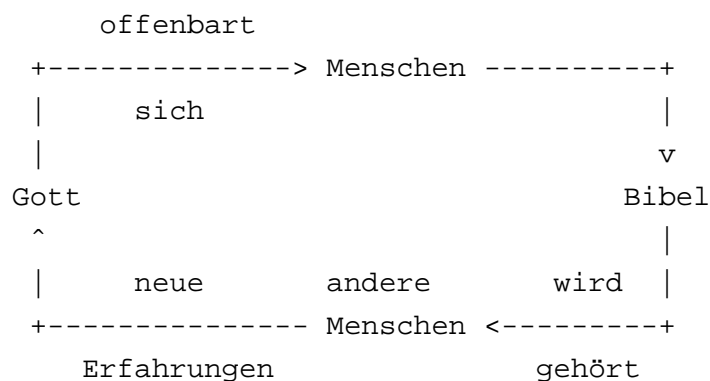 offenbart
+--------------> Menschen ----------+
| sich |
| v
Gott Bibel
^ |
| neue andere wird |
+--------------- Menschen <---------+
Erfahrungen gehört